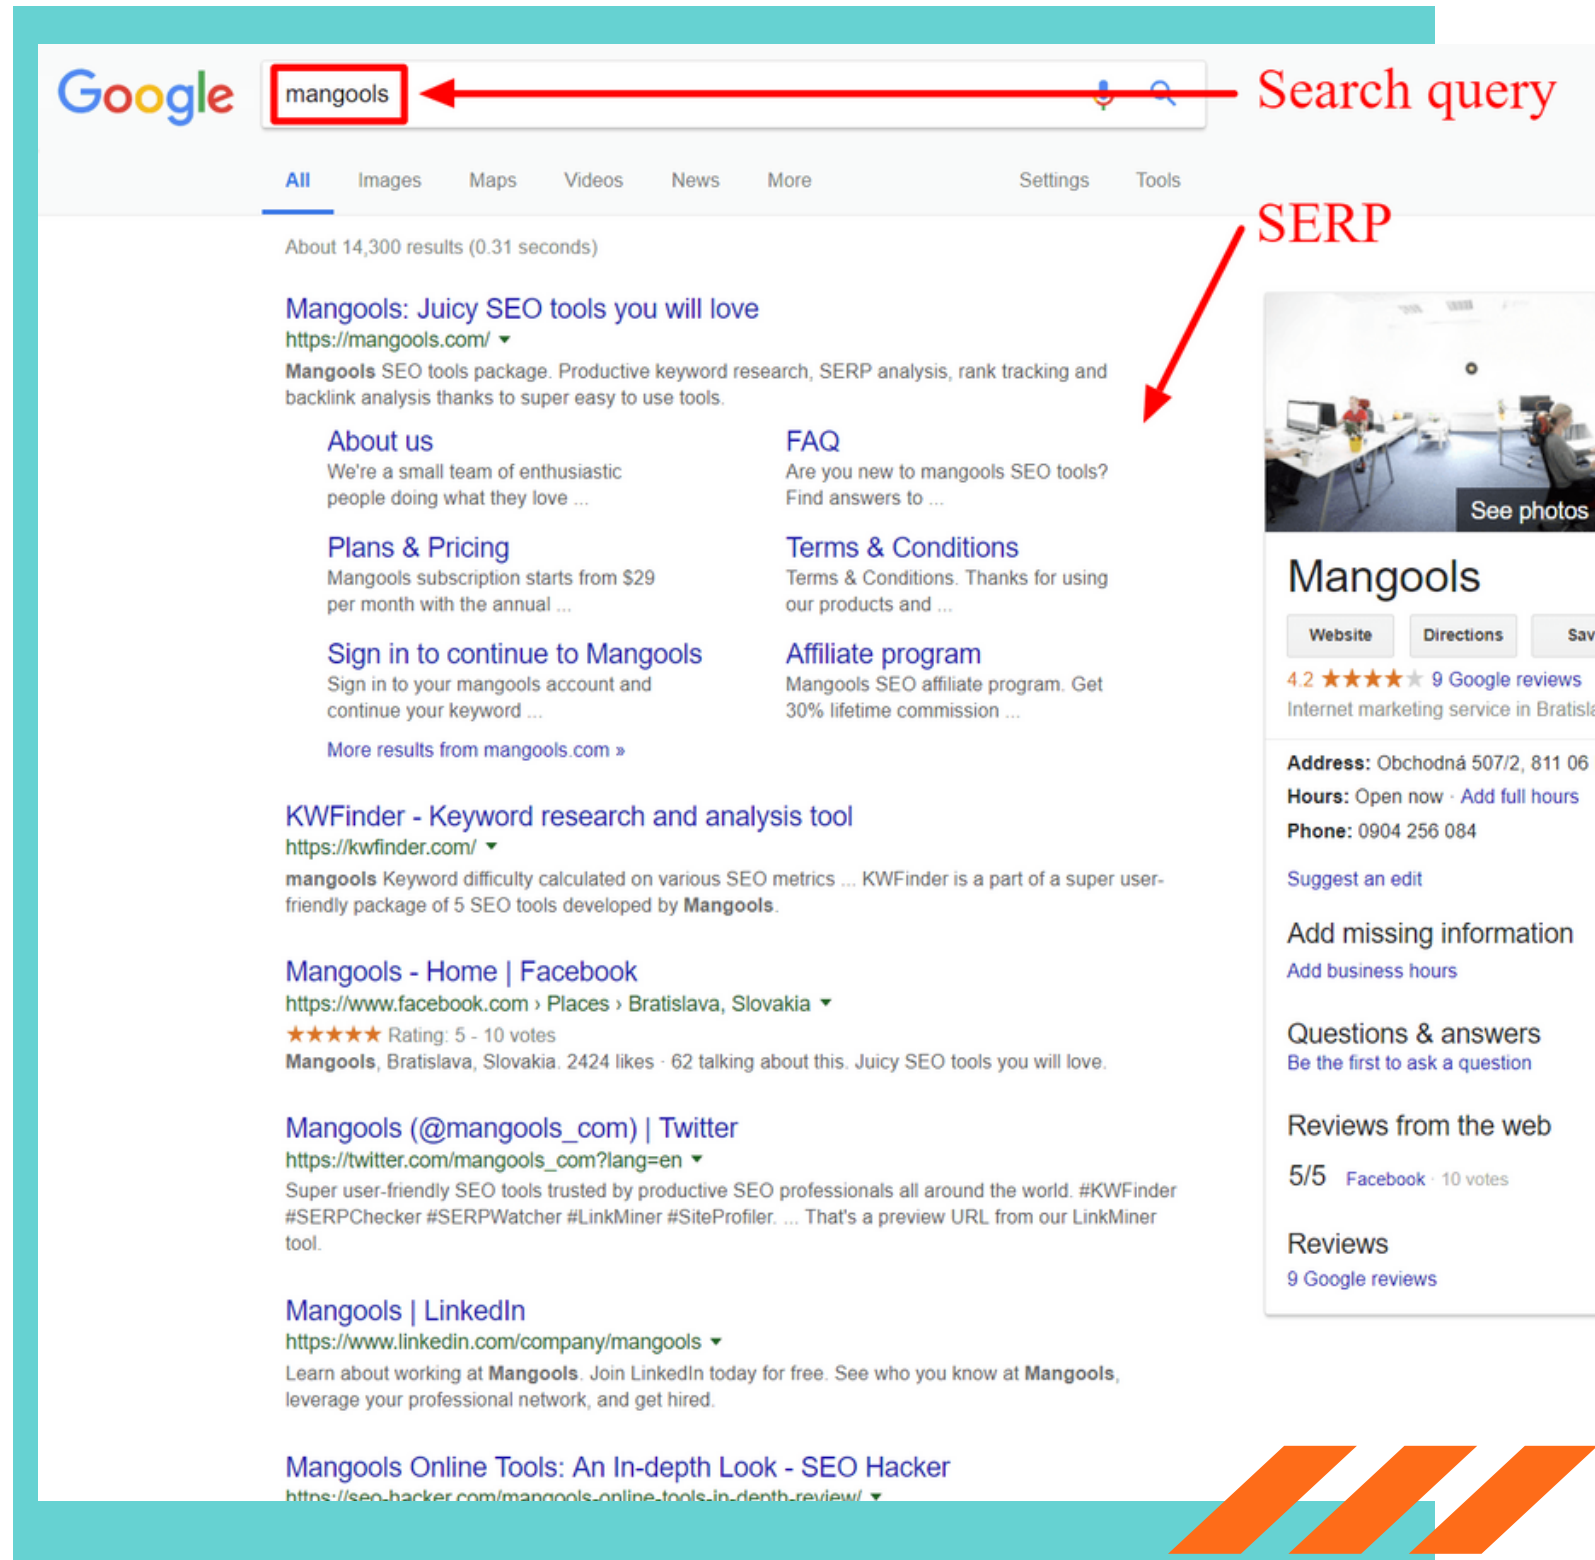 Google
mangools
Search query
All Images Maps Videos News More Settings Tools
SERP
About 14,300 results (0.31 seconds)
Mangools: Juicy SEO tools you will love
https://mangools.com/
Mangools SEO tools package. Productive keyword research, SERP analysis, rank tracking and
backlink analysis thanks to super easy to use tools.
About us
We're a small team of enthusiastic
people doing what they love ...
FAQ
Are you new to mangools SEO tools?
Find answers to ...
Plans & Pricing
Mangools subscription starts from $29
per month with the annual ...
Terms & Conditions
Terms & Conditions. Thanks for using
our products and ...
Sign in to continue to Mangools
Sign in to your mangools account and
continue your keyword ...
Affiliate program
Mangools SEO affiliate program. Get
30% lifetime commission ...
More results from mangools.com »
KWFinder - Keyword research and analysis tool
https://kwfinder.com/
mangools Keyword difficulty calculated on various SEO metrics ... KWFinder is a part of a super user-
friendly package of 5 SEO tools developed by Mangools.
Mangools - Home | Facebook
https://www.facebook.com › Places › Bratislava, Slovakia
★★★★★ Rating: 5 - 10 votes
Mangools, Bratislava, Slovakia. 2424 likes · 62 talking about this. Juicy SEO tools you will love.
Mangools (@mangools_com) | Twitter
https://twitter.com/mangools_com?lang=en
Super user-friendly SEO tools trusted by productive SEO professionals all around the world. #KWFinder
#SERPChecker #SERPWatcher #LinkMiner #SiteProfiler. ... That's a preview URL from our LinkMiner
tool.
Mangools | LinkedIn
https://www.linkedin.com/company/mangools
Learn about working at Mangools. Join LinkedIn today for free. See who you know at Mangools,
leverage your professional network, and get hired.
Mangools Online Tools: An In-depth Look - SEO Hacker
https://seo-hacker.com/mangools-online-tools-in-depth-review/
See photos
Mangools
Website Directions Sav
4.2 ★★★★★ 9 Google reviews
Internet marketing service in Bratisla
Address: Obchodná 507/2, 811 06
Hours: Open now · Add full hours
Phone: 0904 256 084
Suggest an edit
Add missing information
Add business hours
Questions & answers
Be the first to ask a question
Reviews from the web
5/5 Facebook · 10 votes
Reviews
9 Google reviews